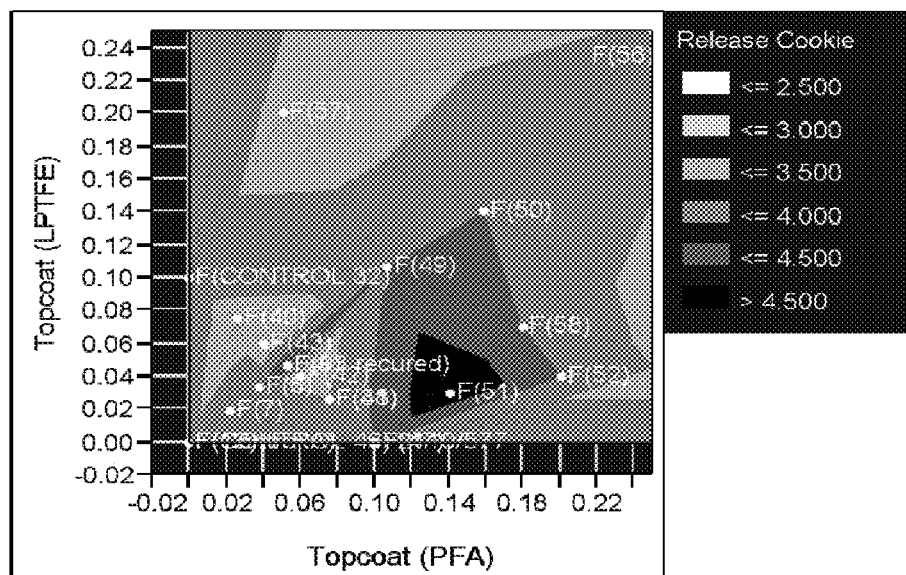 Release Cookie
<= 2.500
<= 3.000
<= 3.500
<= 4.000
<= 4.500
> 4.500
Topcoat (LPTFE)
0.24
0.22
0.20
0.18
0.16
0.14
0.12
0.10
0.08
0.06
0.04
0.02
0.00
-0.02
F(50)
F(49)
F(CONTROL 32)
F(43)
recured)
F(52)
F(51)
F(7)
-0.02 0.02 0.06 0.10 0.14 0.18 0.22
Topcoat (PFA)